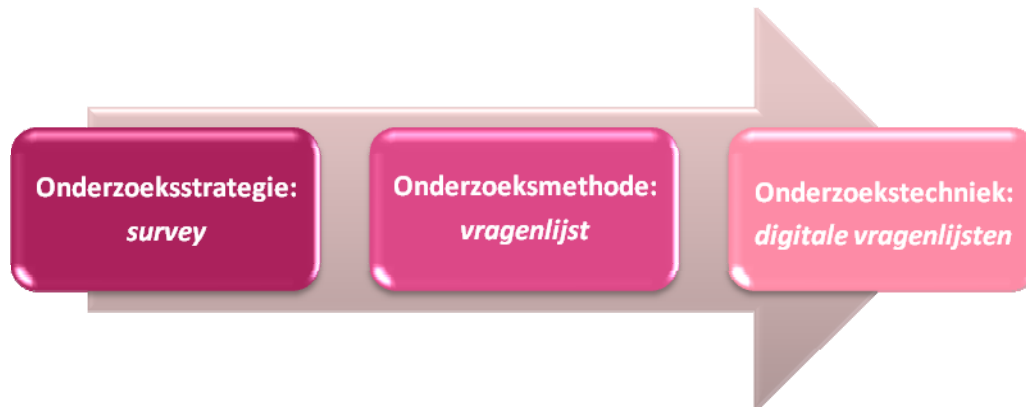 Onderzoeksstrategie:
survey
Onderzoeksmethode:
vragenlijst
Onderzoekstechniek:
digitale vragenlijsten